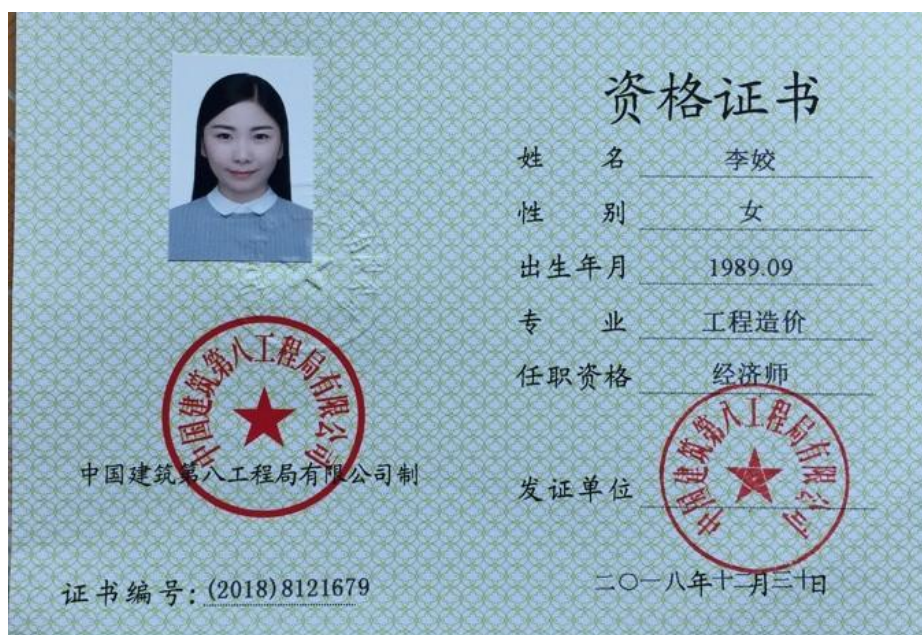 中国建筑第八工程局有限公司
中国建筑第八工程局有限公司制
证书编号：(2018)8121679
资格证书
姓 名 李姣
性 别 女
出生年月 1989.09
专 业 工程造价
任职资格 经济师
发证单位
中国建筑第八工程局有限公司
二〇一八年十二月三十日